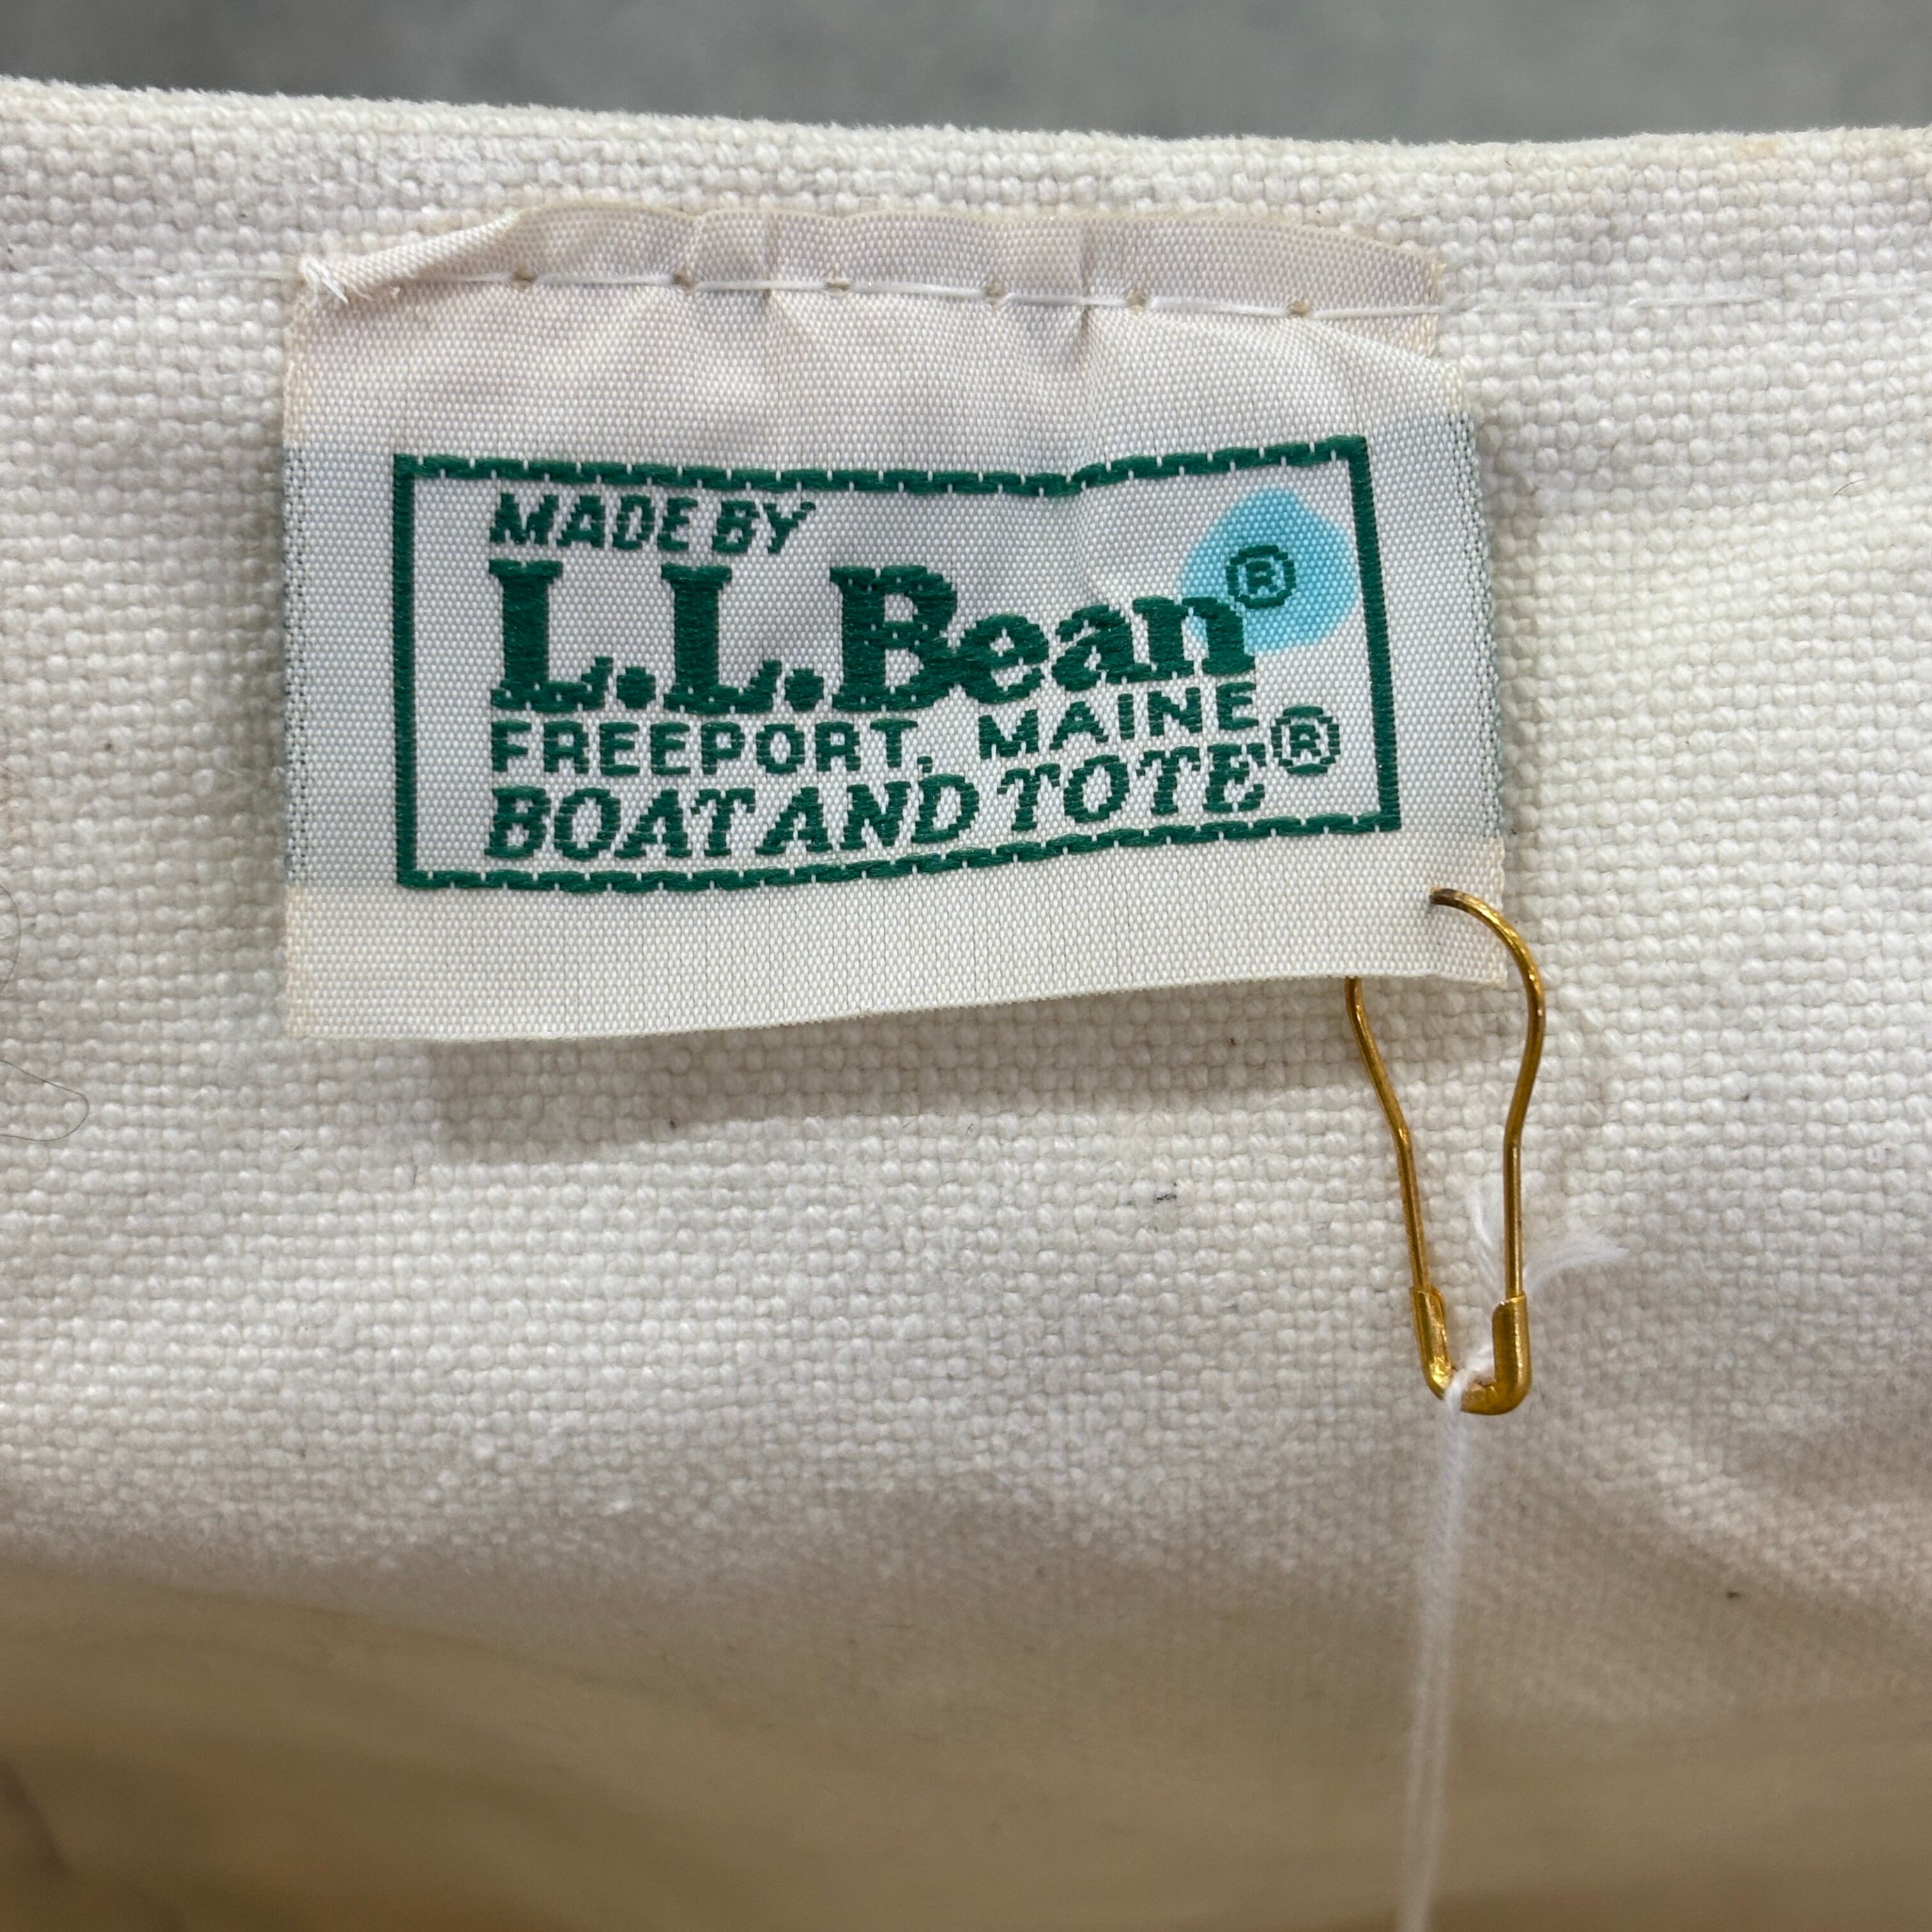 MADE BY
L.L.Bean®
FREEPORT, MAINE
BOAT AND TOTE®